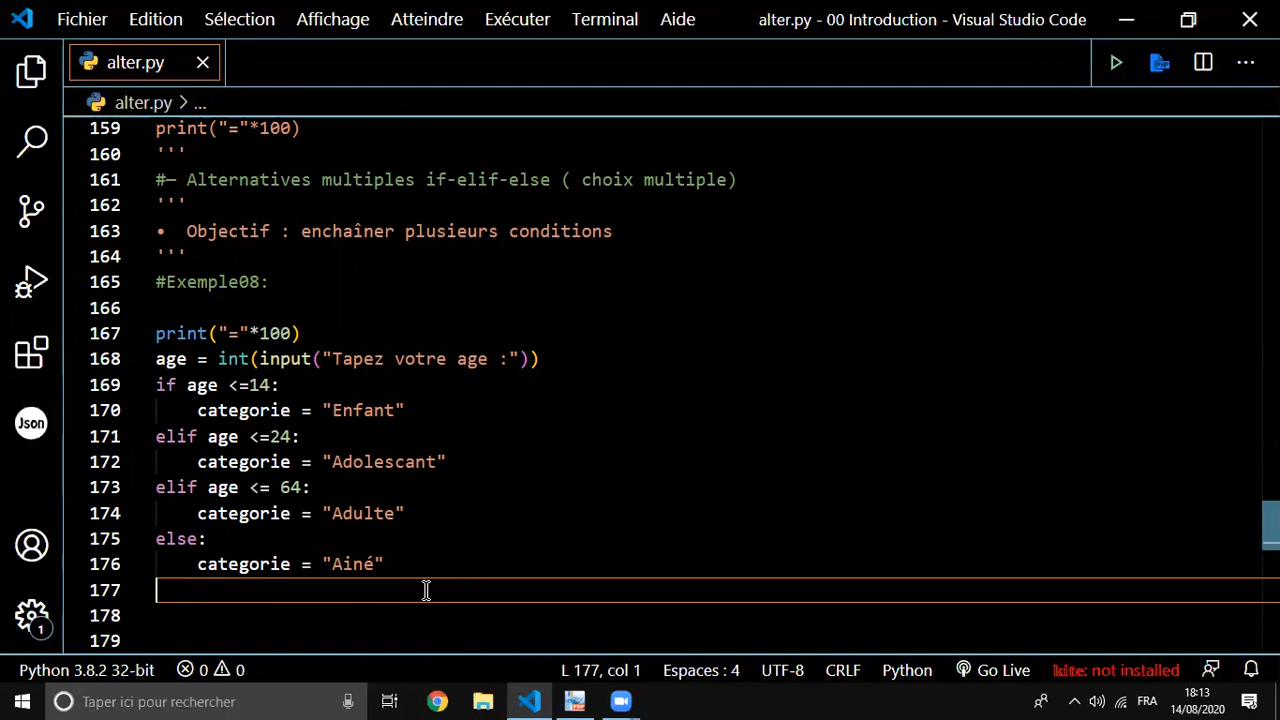 Fichier Edition Sélection Affichage Atteindre Exécuter Terminal Aide alter.py - 00 Introduction - Visual Studio Code
alter.py
alter.py > ...
159 print("="*100)
160 '''
161 #— Alternatives multiples if-elif-else ( choix multiple)
162 '''
163 • Objectif : enchaîner plusieurs conditions
164 '''
165 #Exemple08:
166
167 print("="*100)
168 age = int(input("Tapez votre age :"))
169 if age <=14:
170 categorie = "Enfant"
171 elif age <=24:
172 categorie = "Adolescant"
173 elif age <= 64:
174 categorie = "Adulte"
175 else:
176 categorie = "Ainé"
177
178
179
Json
1
Python 3.8.2 32-bit 0 0 L 177, col 1 Espaces : 4 UTF-8 CRLF Python Go Live kite: not installed
Taper ici pour rechercher FRA 18:13
14/08/2020